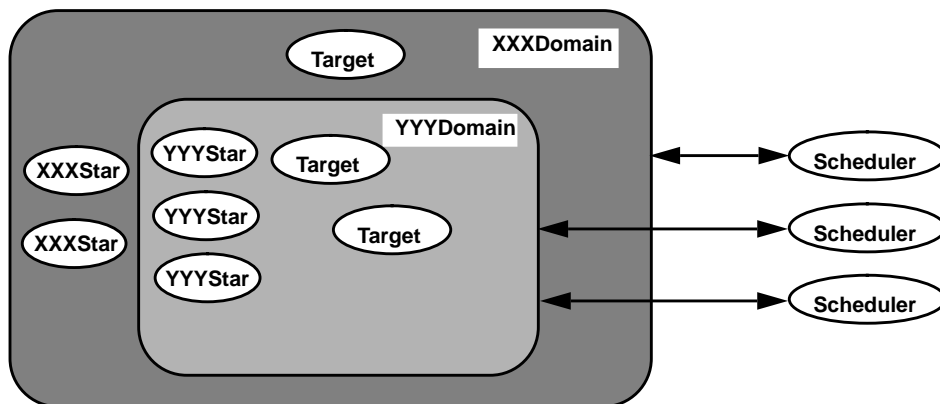 XXXDomain
Target
YYYDomain
YYYStar
Target
XXXStar
YYYStar
XXXStar
Target
YYYStar
Scheduler
Scheduler
Scheduler